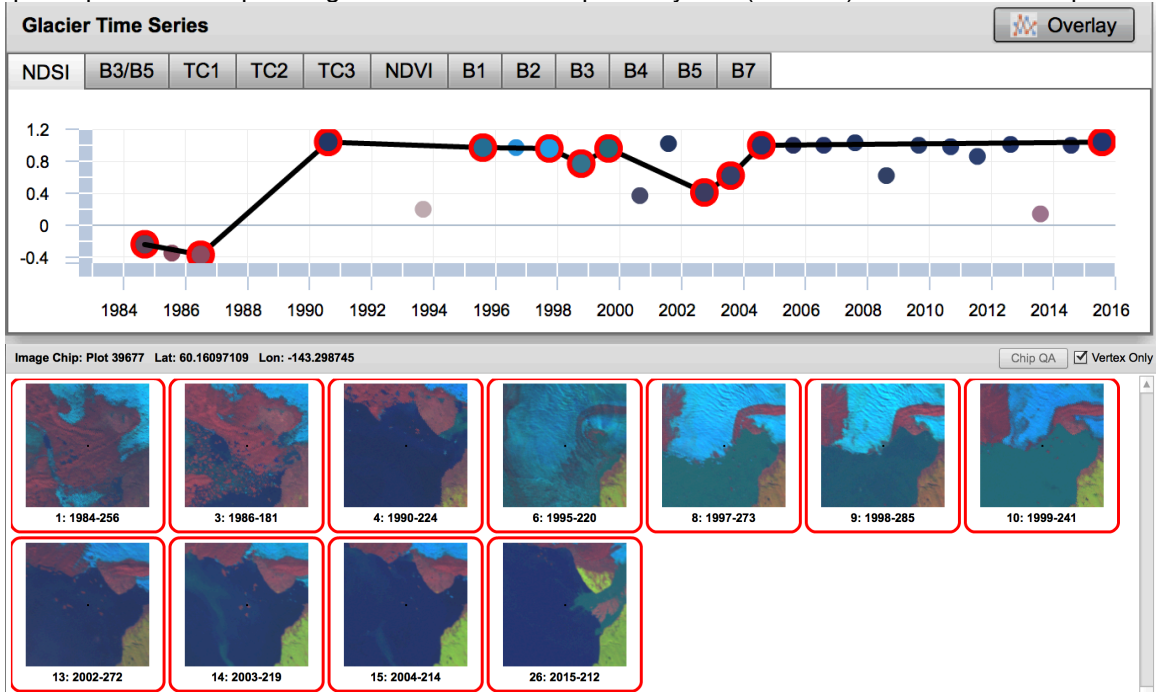 Glacier Time Series
Overlay
NDSI B3/B5 TC1 TC2 TC3 NDVI B1 B2 B3 B4 B5 B7
1.2
0.8
0.4
0
-0.4
1984 1986 1988 1990 1992 1994 1996 1998 2000 2002 2004 2006 2008 2010 2012 2014 2016
Image Chip: Plot 39677 Lat: 60.16097109 Lon: -143.298745
Chip QA Vertex Only
1: 1984-256 3: 1986-181 4: 1990-224 6: 1995-220 8: 1997-273 9: 1998-285 10: 1999-241
13: 2002-272 14: 2003-219 15: 2004-214 26: 2015-212